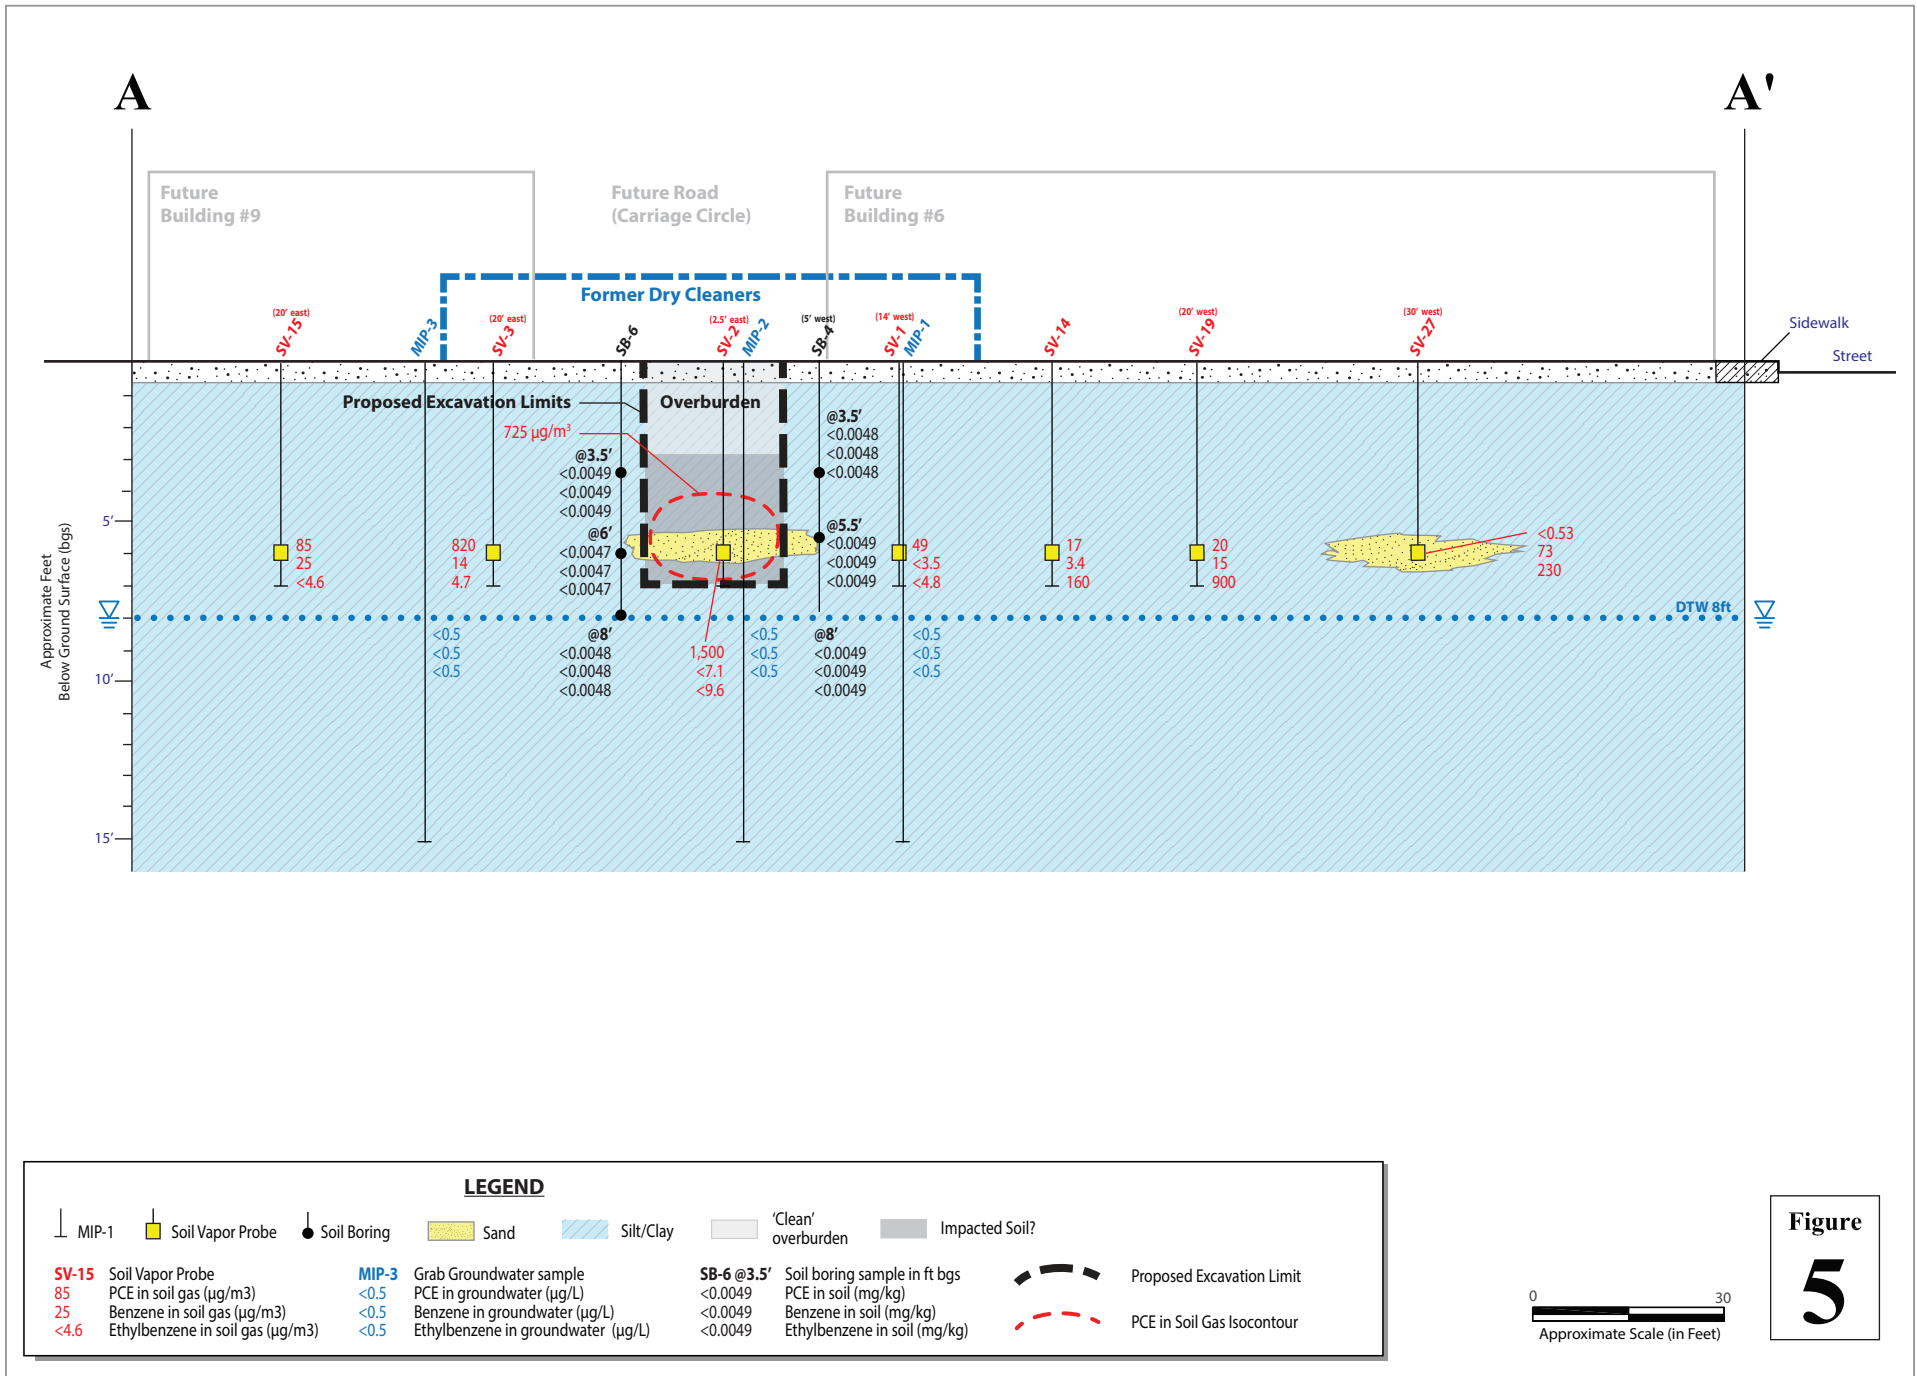 A
A'
Future
Building #9
Future Road
(Carriage Circle)
Future
Building #6
Former Dry Cleaners
(20' east)
SV-15
MIP-3
(20' east)
SV-3
SB-6
(2.5' east)
SV-2
MIP-2
(5' west)
SB-4
(14' west)
SV-1
MIP-1
SV-14
(20' west)
SV-19
(30' west)
SV-27
Sidewalk
Street
Proposed Excavation Limits
Overburden
725 µg/m³
@3.5'
<0.0049
<0.0049
<0.0049
@6'
<0.0047
<0.0047
<0.0047
@8'
<0.0048
<0.0048
<0.0048
@3.5'
<0.0048
<0.0048
<0.0048
@5.5'
<0.0049
<0.0049
<0.0049
@8'
<0.0049
<0.0049
<0.0049
85
25
<4.6
820
14
4.7
1,500
<7.1
<9.6
49
<3.5
<4.8
17
3.4
160
20
15
900
<0.53
73
230
<0.5
<0.5
<0.5
<0.5
<0.5
<0.5
<0.5
<0.5
<0.5
DTW 8ft
5'
10'
15'
Approximate Feet
Below Ground Surface (bgs)
LEGEND
MIP-1
Soil Vapor Probe
Soil Boring
Sand
Silt/Clay
'Clean'
overburden
Impacted Soil?
SV-15 Soil Vapor Probe
85 PCE in soil gas (µg/m3)
25 Benzene in soil gas (µg/m3)
<4.6 Ethylbenzene in soil gas (µg/m3)
MIP-3 Grab Groundwater sample
<0.5 PCE in groundwater (µg/L)
<0.5 Benzene in groundwater (µg/L)
<0.5 Ethylbenzene in groundwater (µg/L)
SB-6 @3.5' Soil boring sample in ft bgs
<0.0049 PCE in soil (mg/kg)
<0.0049 Benzene in soil (mg/kg)
<0.0049 Ethylbenzene in soil (mg/kg)
Proposed Excavation Limit
PCE in Soil Gas Isocontour
0 30
Approximate Scale (in Feet)
Figure
5